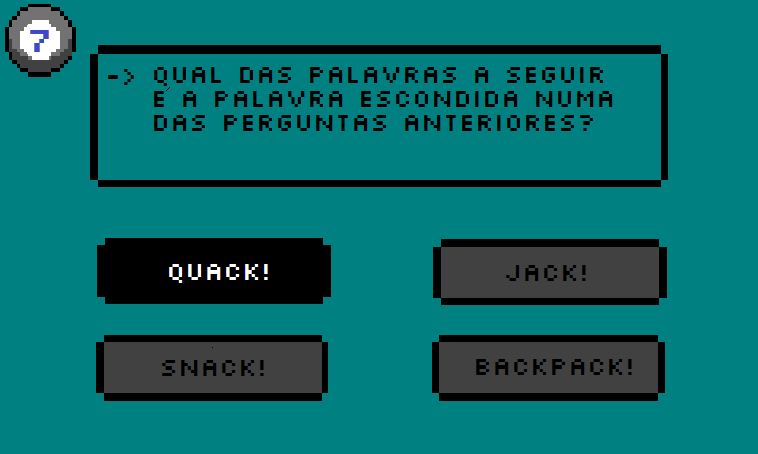 7
-> QUAL DAS PALAVRAS A SEGUIR
É A PALAVRA ESCONDIDA NUMA
DAS PERGUNTAS ANTERIORES?
QUACK!
JACK!
SNACK!
BACKPACK!